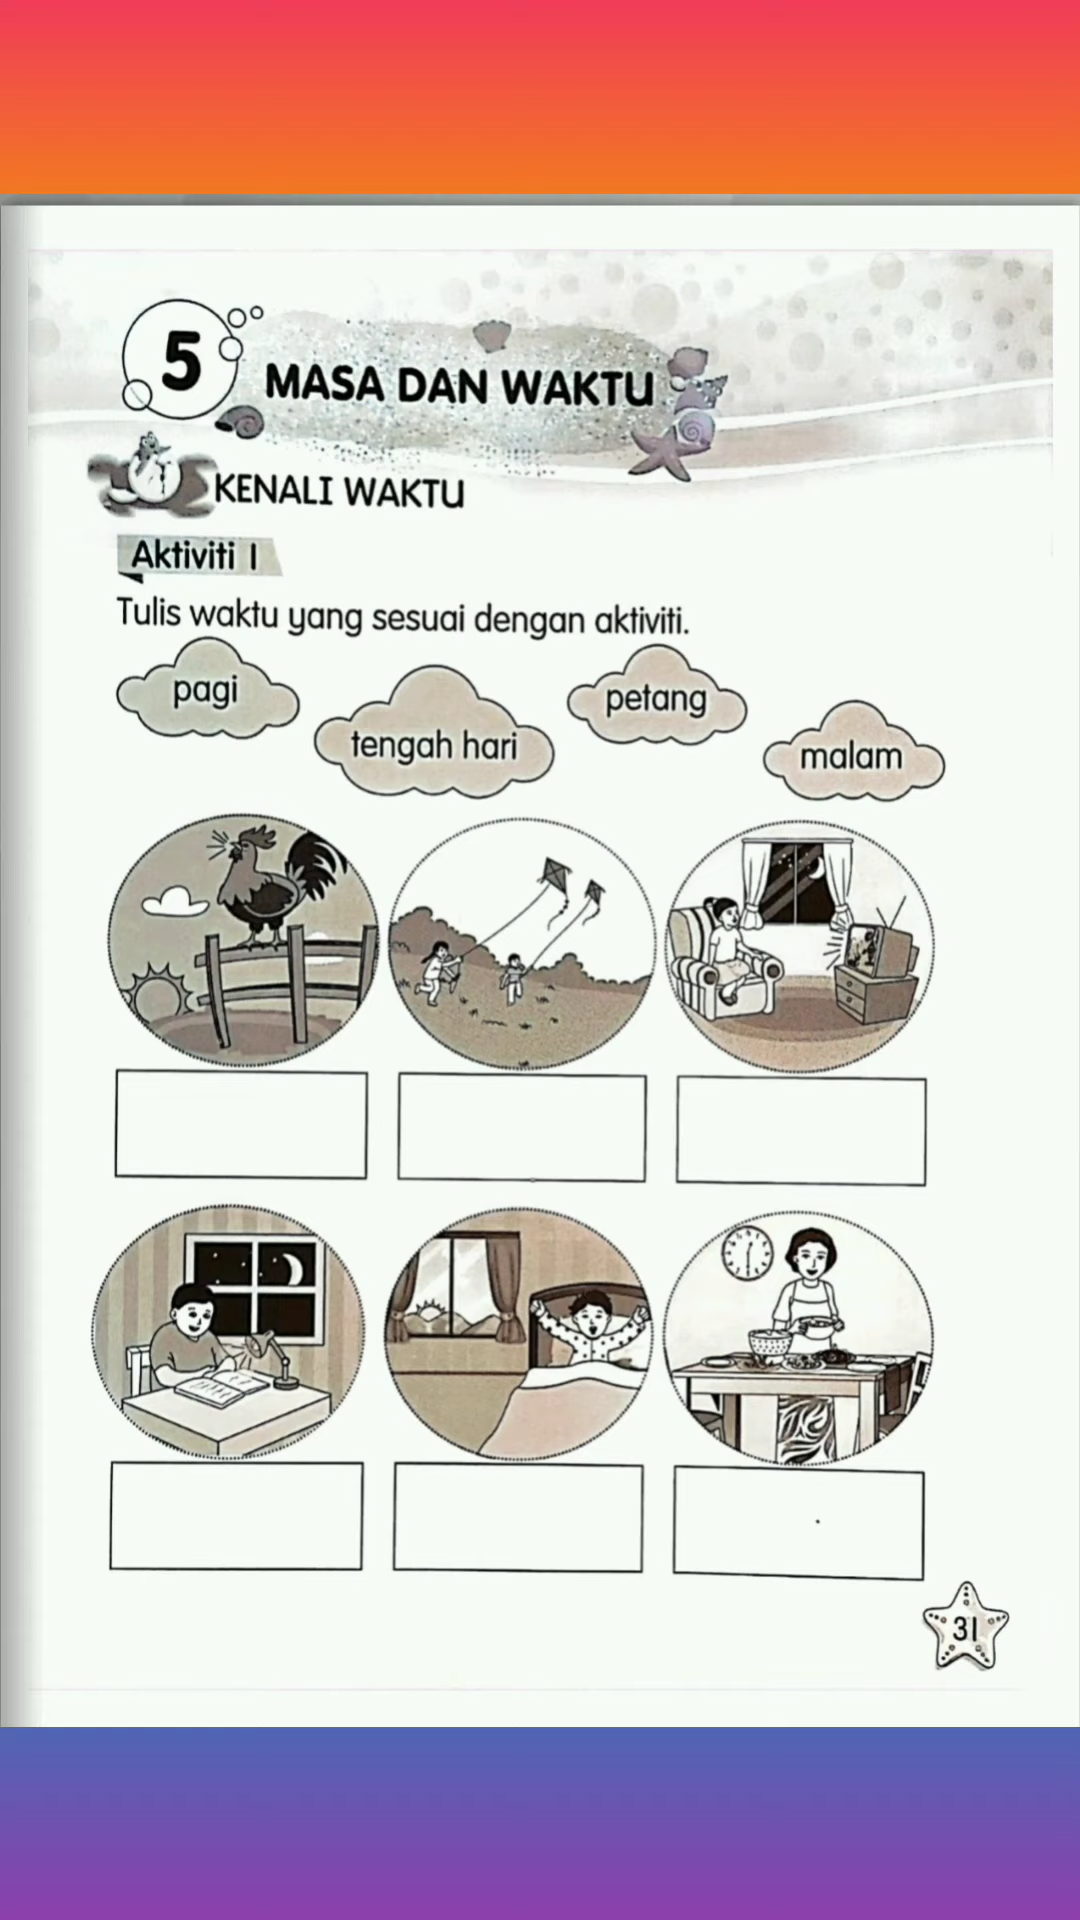 5
MASA DAN WAKTU
KENALI WAKTU
Aktiviti 1
Tulis waktu yang sesuai dengan aktiviti.
pagi
tengah hari
petang
malam
31